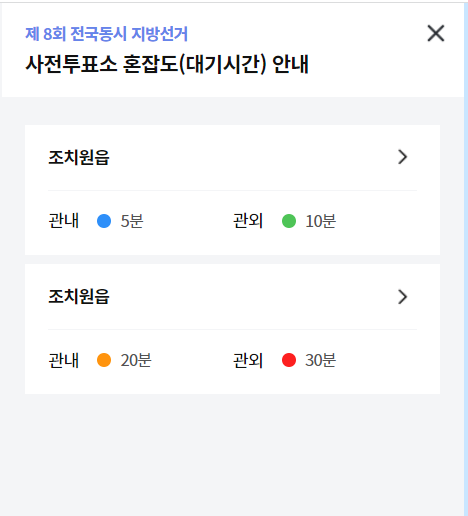 제 8회 전국동시 지방선거
사전투표소 혼잡도(대기시간) 안내
조치원읍
관내 5분 관외 10분
조치원읍
관내 20분 관외 30분